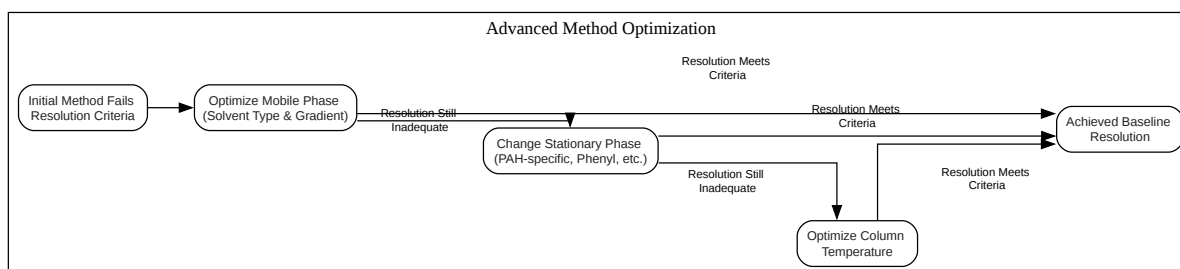 Advanced Method Optimization
Resolution Meets
Criteria
Initial Method Fails
Resolution Criteria
Optimize Mobile Phase
(Solvent Type & Gradient)
Resolution Still
Inadequate
Resolution Meets
Criteria
Achieved Baseline
Resolution
Change Stationary Phase
(PAH-specific, Phenyl, etc.)
Resolution Still
Inadequate
Resolution Meets
Criteria
Optimize Column
Temperature